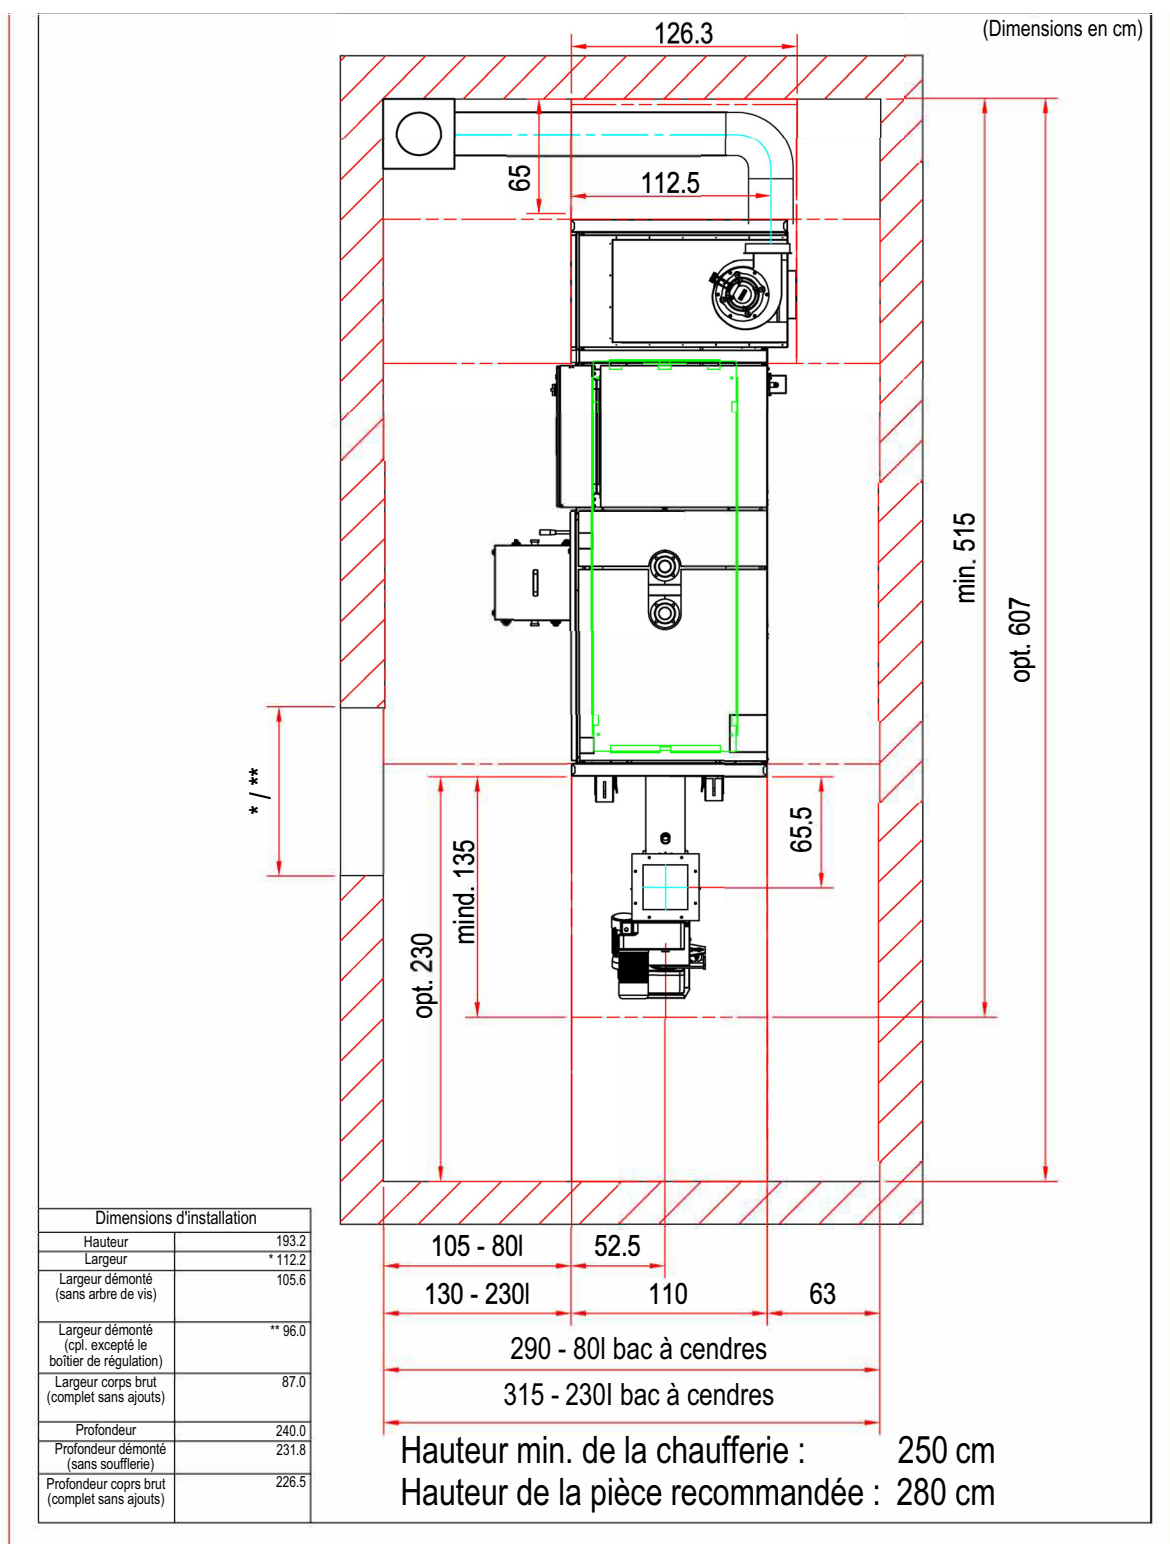 (Dimensions en cm)
126.3
65
112.5
min. 515
opt. 607
* / **
65.5
mind. 135
opt. 230
105 - 80l
52.5
130 - 230l
110
63
290 - 80l bac à cendres
315 - 230l bac à cendres
Hauteur min. de la chaufferie : 250 cm
Hauteur de la pièce recommandée : 280 cm
Dimensions d'installation
Hauteur 193.2
Largeur * 112.2
Largeur démonté 105.6
(sans arbre de vis)
Largeur démonté ** 96.0
(cpl. excepté le
boîtier de régulation)
Largeur corps brut 87.0
(complet sans ajouts)
Profondeur 240.0
Profondeur démonté 231.8
(sans soufflerie)
Profondeur coprs brut 226.5
(complet sans ajouts)